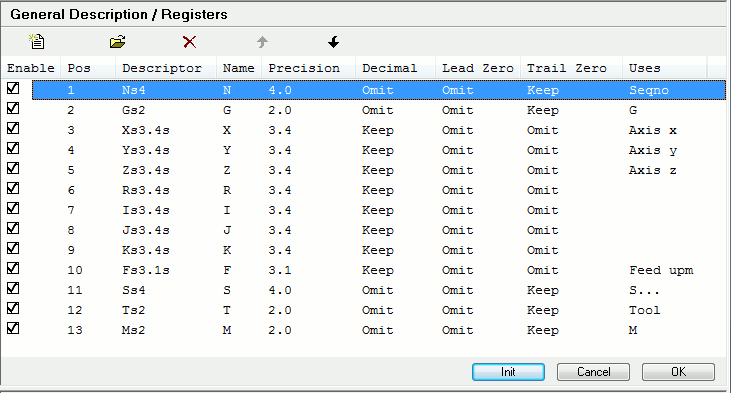 General Description / Registers
Enable Pos Descriptor Name Precision Decimal Lead Zero Trail Zero Uses
1 Ns4 N 4.0 Omit Omit Keep Seqno
2 Gs2 G 2.0 Omit Omit Keep G
3 Xs3.4s X 3.4 Keep Omit Omit Axis x
4 Ys3.4s Y 3.4 Keep Omit Omit Axis y
5 Zs3.4s Z 3.4 Keep Omit Omit Axis z
6 Rs3.4s R 3.4 Keep Omit Omit
7 Is3.4s I 3.4 Keep Omit Omit
8 Js3.4s J 3.4 Keep Omit Omit
9 Ks3.4s K 3.4 Keep Omit Omit
10 Fs3.1s F 3.1 Keep Omit Omit Feed upm
11 Ss4 S 4.0 Omit Omit Keep S...
12 Ts2 T 2.0 Omit Omit Keep Tool
13 Ms2 M 2.0 Omit Omit Keep M
Init Cancel OK